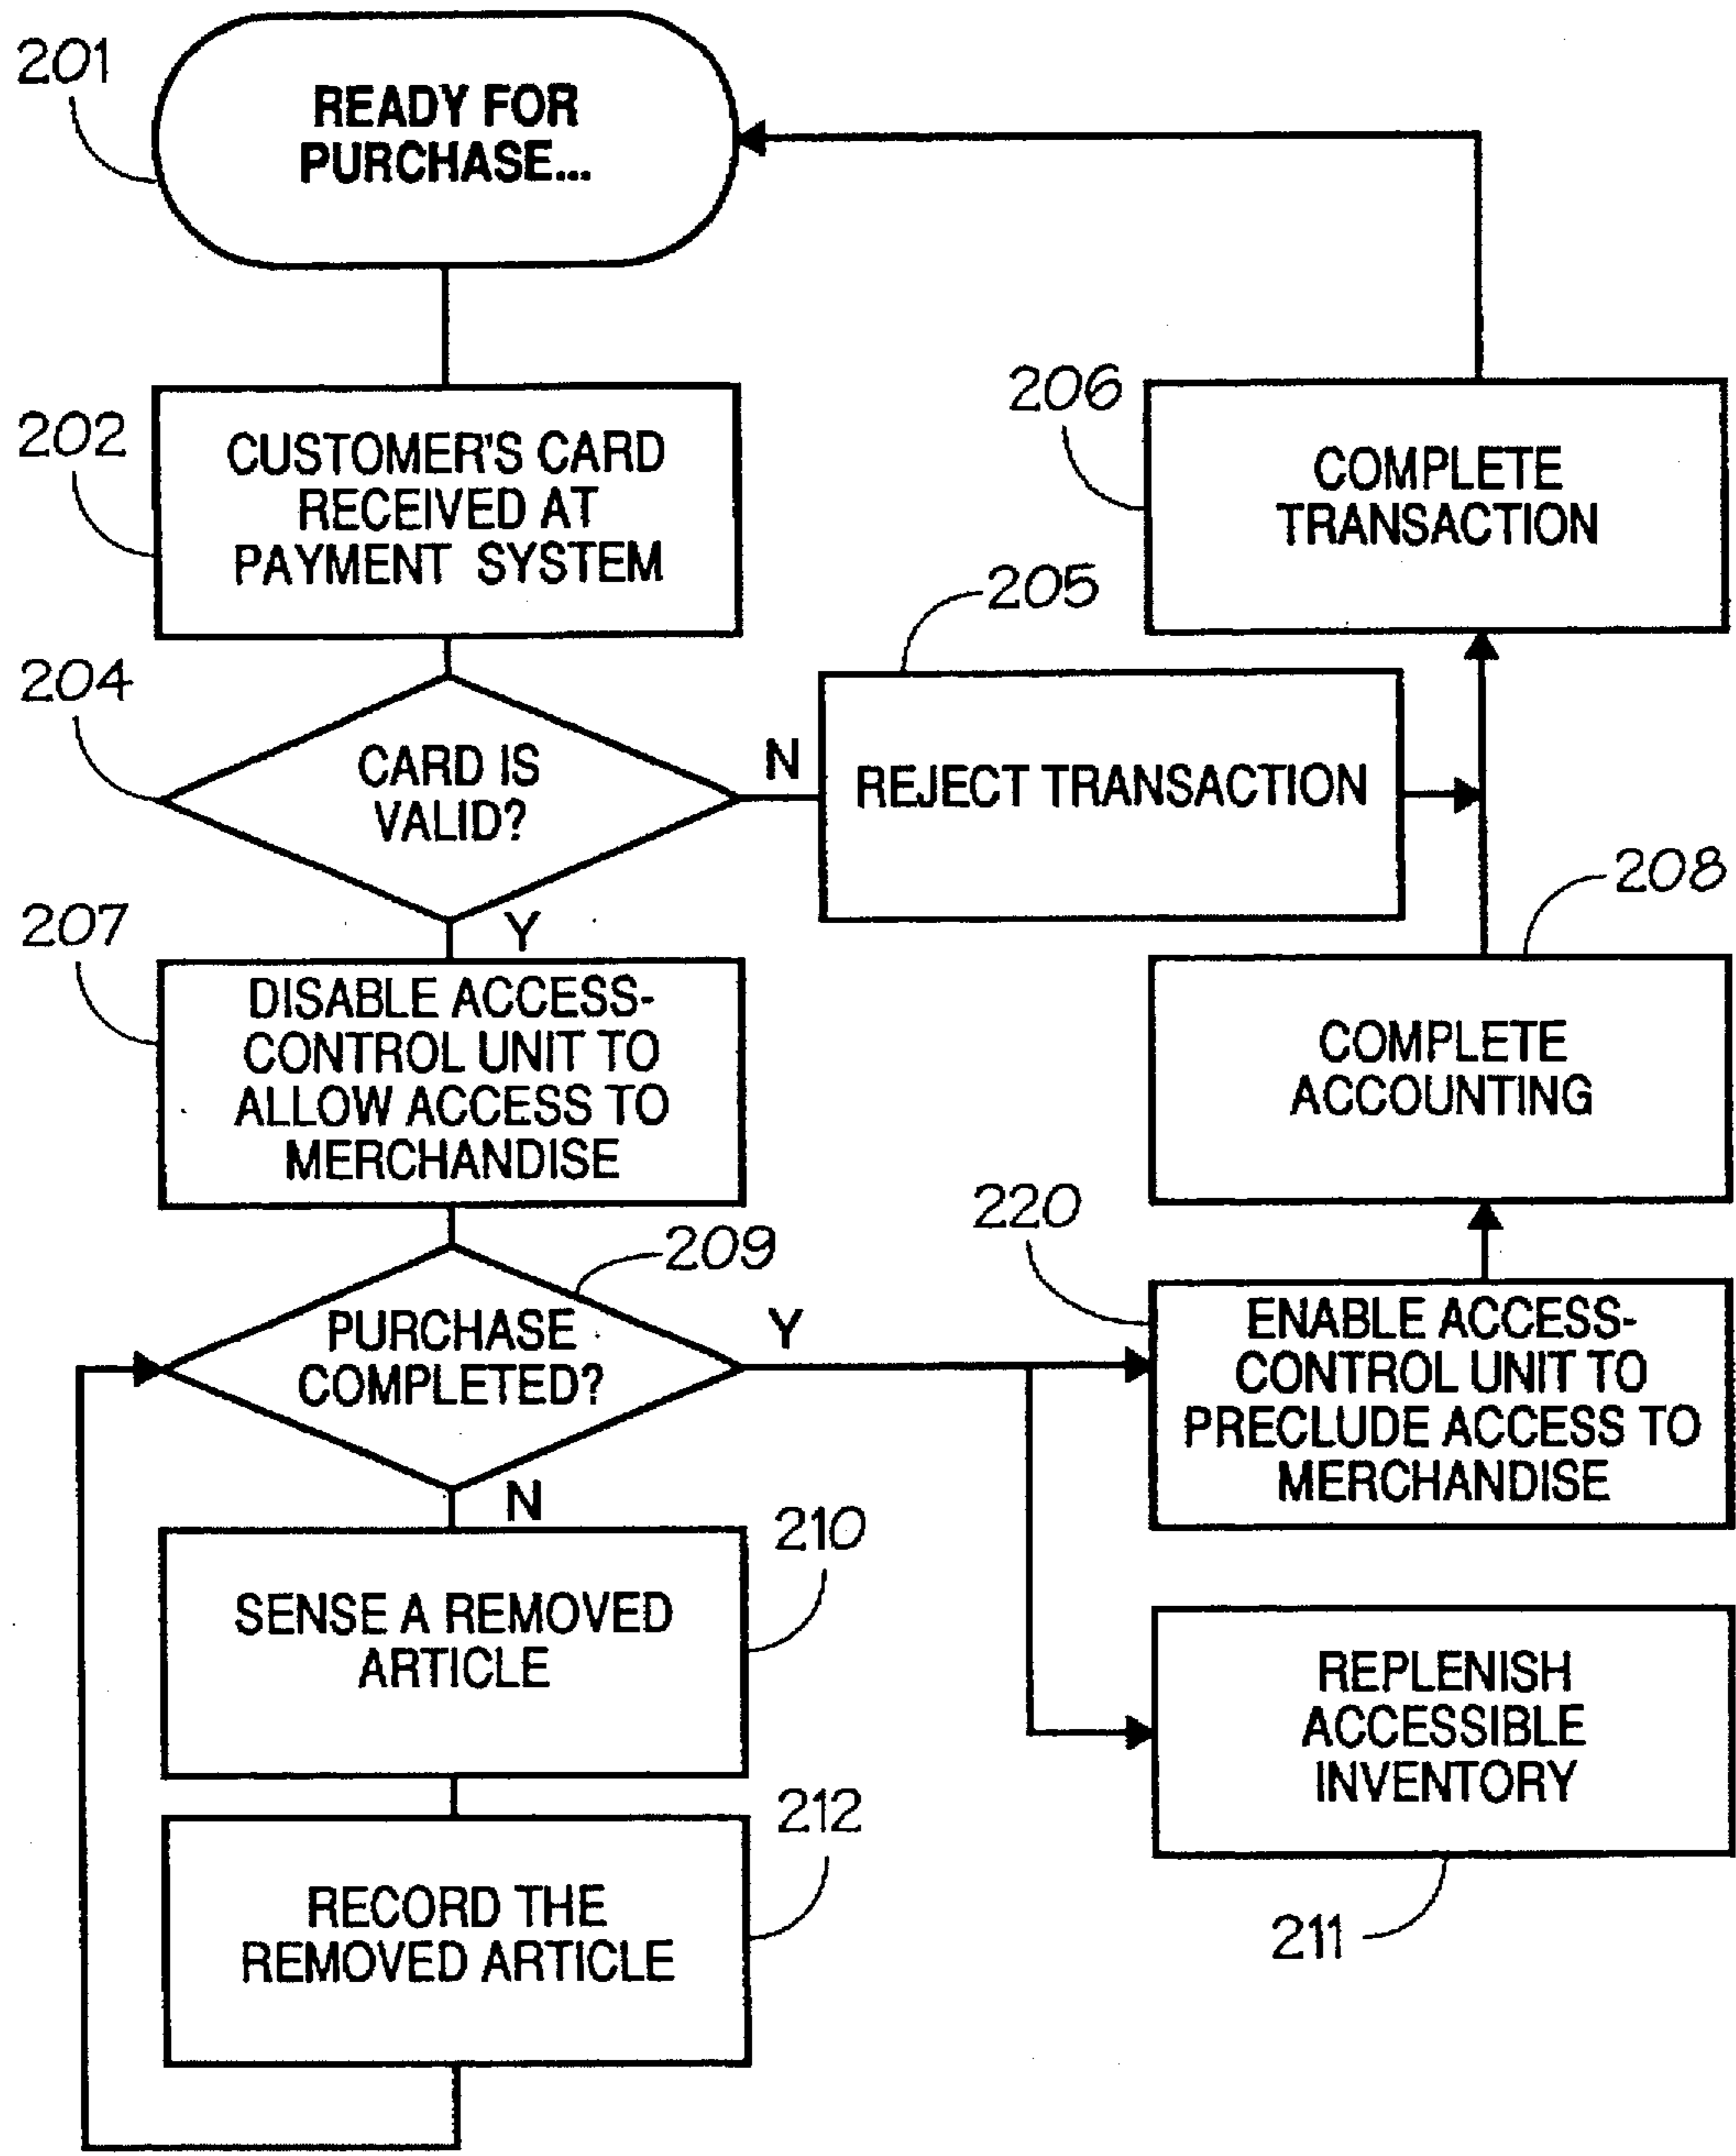 201
READY FOR
PURCHASE...
202
CUSTOMER'S CARD
RECEIVED AT
PAYMENT SYSTEM
206
COMPLETE
TRANSACTION
204
CARD IS
VALID?
N
Y
205
REJECT TRANSACTION
207
DISABLE ACCESS-
CONTROL UNIT TO
ALLOW ACCESS TO
MERCHANDISE
208
COMPLETE
ACCOUNTING
209
PURCHASE
COMPLETED?
Y
N
220
ENABLE ACCESS-
CONTROL UNIT TO
PRECLUDE ACCESS TO
MERCHANDISE
210
SENSE A REMOVED
ARTICLE
REPLENISH
ACCESSIBLE
INVENTORY
211
212
RECORD THE
REMOVED ARTICLE